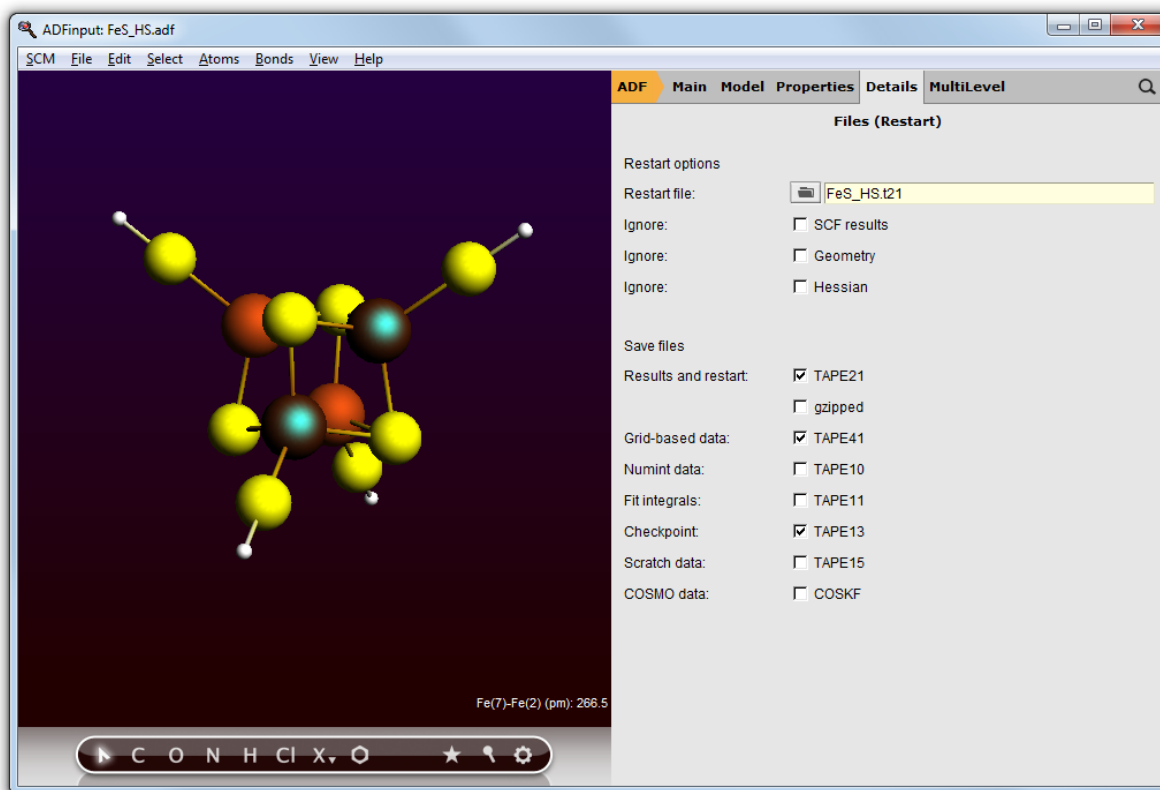 ADFinput: FeS_HS.adf
SCM File Edit Select Atoms Bonds View Help
ADF Main Model Properties Details MultiLevel
Files (Restart)
Restart options
Restart file: FeS_HS.t21
Ignore: SCF results
Ignore: Geometry
Ignore: Hessian
Save files
Results and restart: TAPE21
gzipped
Grid-based data: TAPE41
Numint data: TAPE10
Fit integrals: TAPE11
Checkpoint: TAPE13
Scratch data: TAPE15
COSMO data: COSKF
Fe(7)-Fe(2) (pm): 266.5
C O N H Cl X